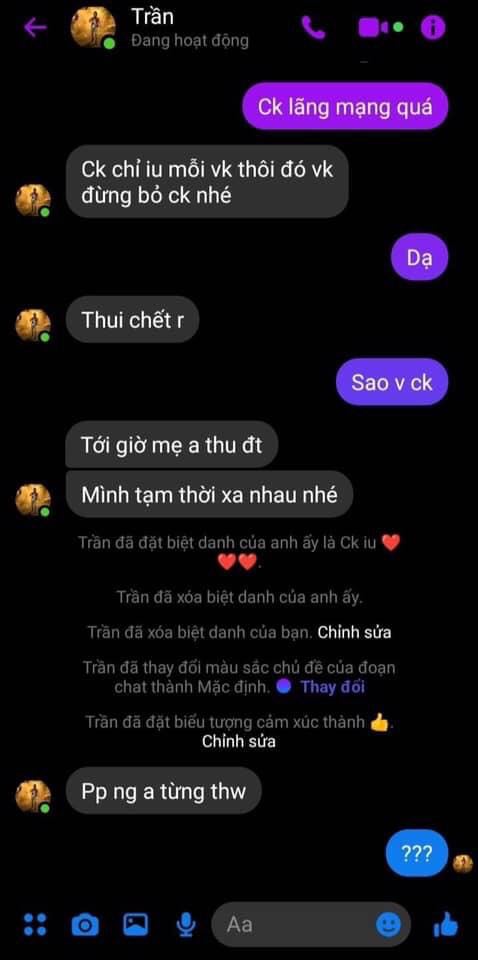 Trần
Đang hoạt động
Ck lãng mạng quá
Ck chỉ iu mỗi vk thôi đó vk
đừng bỏ ck nhé
Dạ
Thui chết r
Sao v ck
Tới giờ mẹ a thu đt
Mình tạm thời xa nhau nhé
Trần đã đặt biệt danh của anh ấy là Ck iu ❤️
❤️❤️.
Trần đã xóa biệt danh của anh ấy.
Trần đã xóa biệt danh của bạn. Chỉnh sửa
Trần đã thay đổi màu sắc chủ đề của đoạn
chat thành Mặc định. Thay đổi
Trần đã đặt biểu tượng cảm xúc thành 👍.
Chỉnh sửa
Pp ng a từng thw
???
Aa